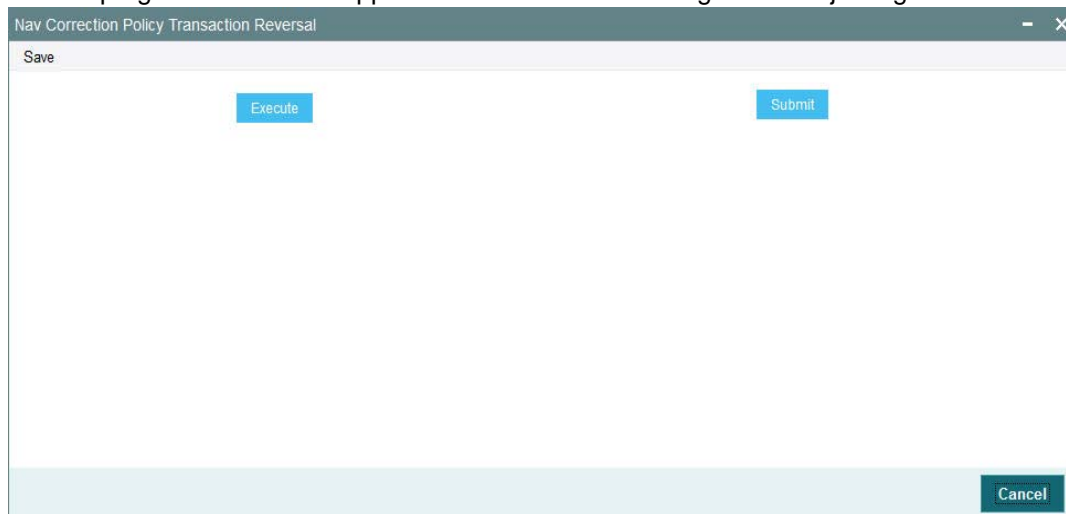 Nav Correction Policy Transaction Reversal
Save
Execute Submit
Cancel